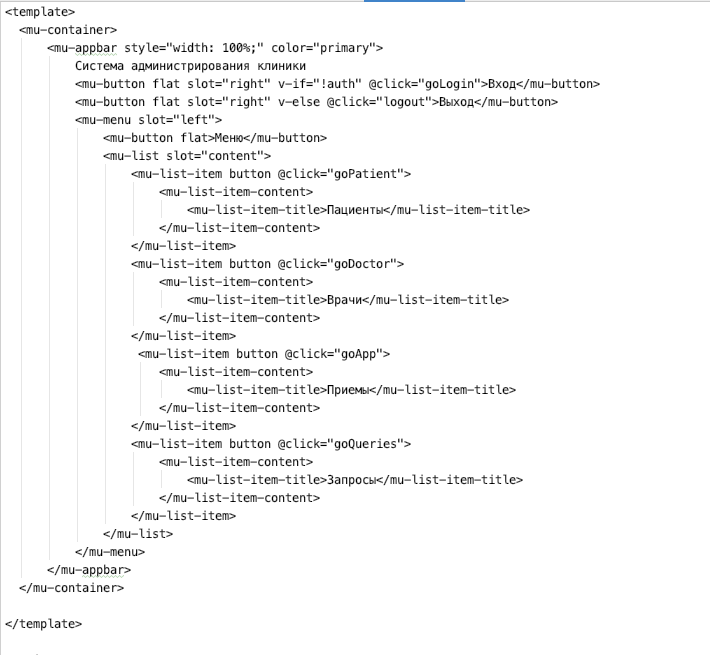 <template>
  <mu-container>
      <mu-appbar style="width: 100%;" color="primary">
          Система администрирования клиники
          <mu-button flat slot="right" v-if="!auth" @click="goLogin">Вход</mu-button>
          <mu-button flat slot="right" v-else @click="logout">Выход</mu-button>
          <mu-menu slot="left">
              <mu-button flat>Меню</mu-button>
              <mu-list slot="content">
                  <mu-list-item button @click="goPatient">
                      <mu-list-item-content>
                          <mu-list-item-title>Пациенты</mu-list-item-title>
                      </mu-list-item-content>
                  </mu-list-item>
                  <mu-list-item button @click="goDoctor">
                      <mu-list-item-content>
                          <mu-list-item-title>Врачи</mu-list-item-title>
                      </mu-list-item-content>
                  </mu-list-item>
                   <mu-list-item button @click="goApp">
                      <mu-list-item-content>
                          <mu-list-item-title>Приемы</mu-list-item-title>
                      </mu-list-item-content>
                  </mu-list-item>
                  <mu-list-item button @click="goQueries">
                      <mu-list-item-content>
                          <mu-list-item-title>Запросы</mu-list-item-title>
                      </mu-list-item-content>
                  </mu-list-item>
              </mu-list>
          </mu-menu>
      </mu-appbar>
  </mu-container>
</template>